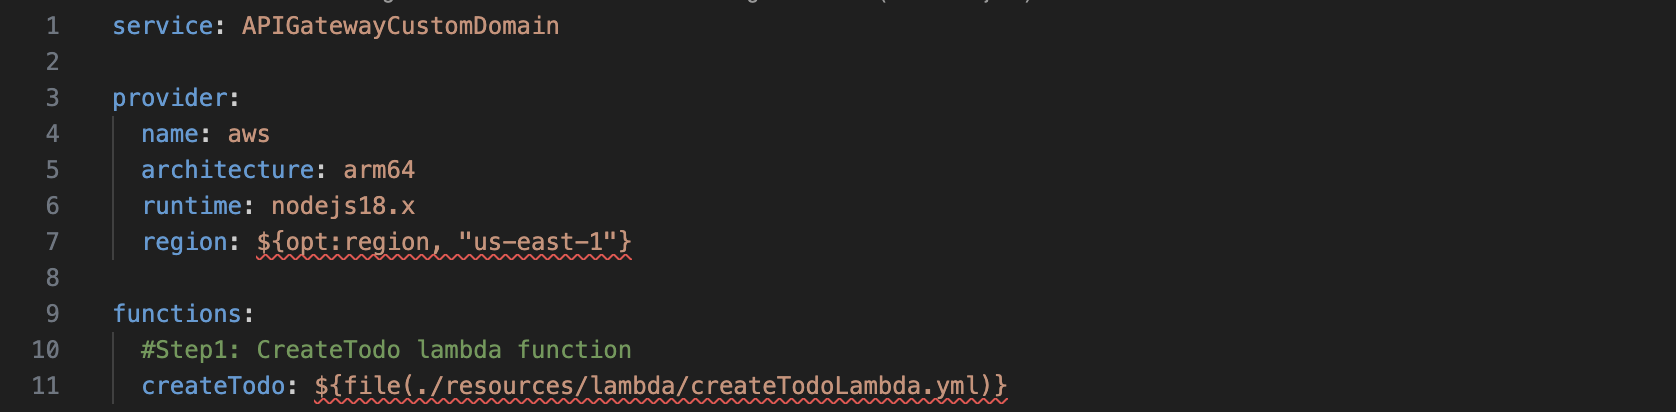 1 service: APIGatewayCustomDomain
2
3 provider:
4 name: aws
5 architecture: arm64
6 runtime: nodejs18.x
7 region: ${opt:region, "us-east-1"}
8
9 functions:
10 #Step1: CreateTodo lambda function
11 createTodo: ${file(./resources/lambda/createTodoLambda.yml)}